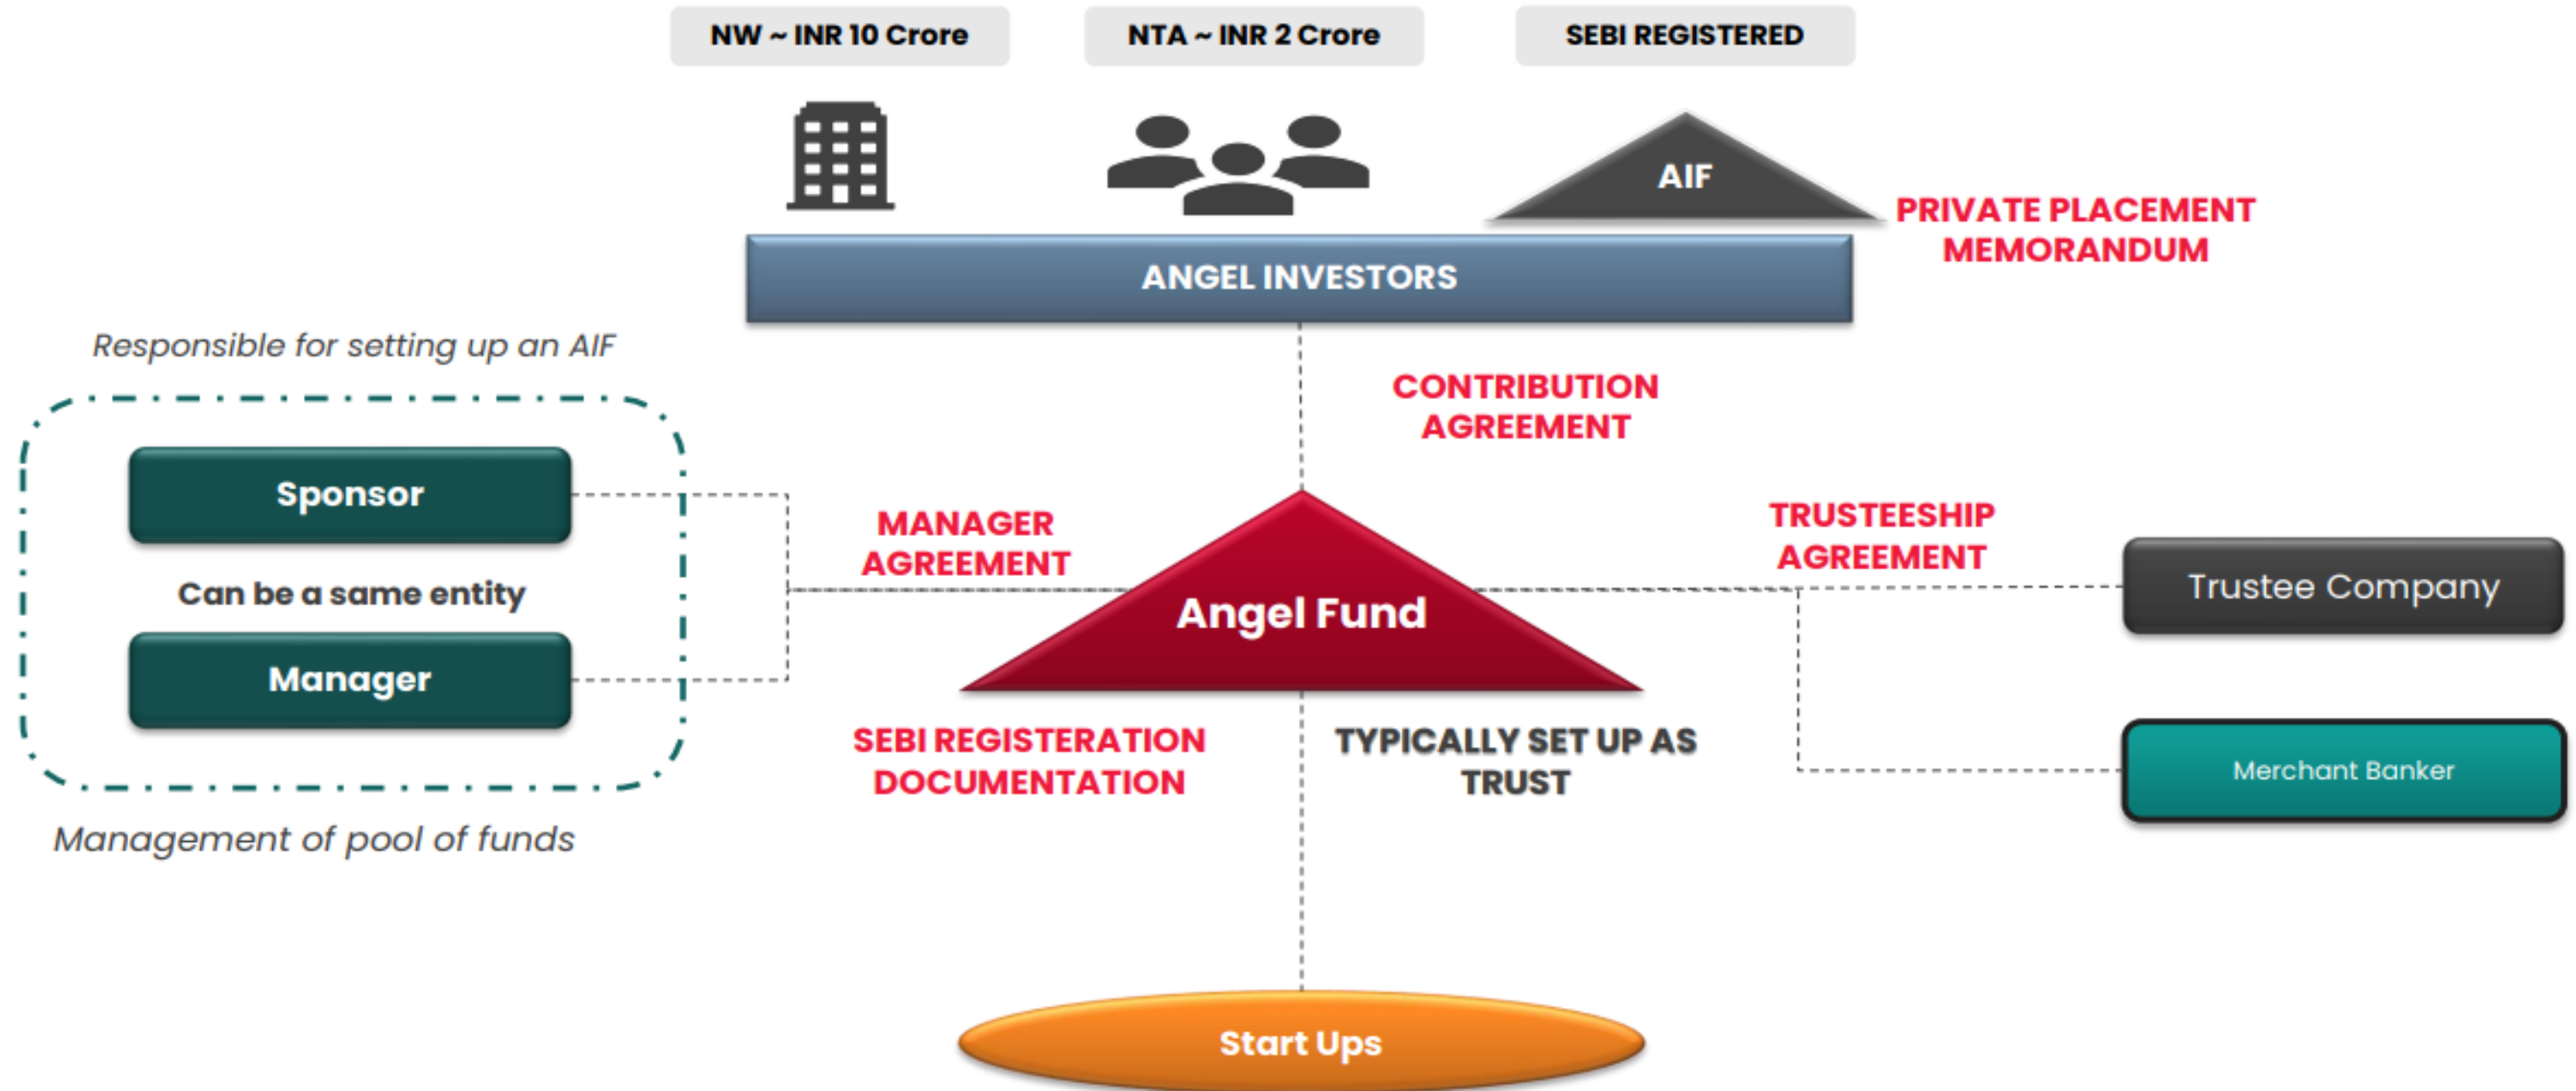 NW ~ INR 10 Crore
NTA ~ INR 2 Crore
SEBI REGISTERED
AIF
PRIVATE PLACEMENT
MEMORANDUM
ANGEL INVESTORS
Responsible for setting up an AIF
CONTRIBUTION
AGREEMENT
Sponsor
Can be a same entity
Manager
MANAGER
AGREEMENT
Angel Fund
TRUSTEESHIP
AGREEMENT
Trustee Company
Merchant Banker
SEBI REGISTERATION
DOCUMENTATION
TYPICALLY SET UP AS
TRUST
Management of pool of funds
Start Ups